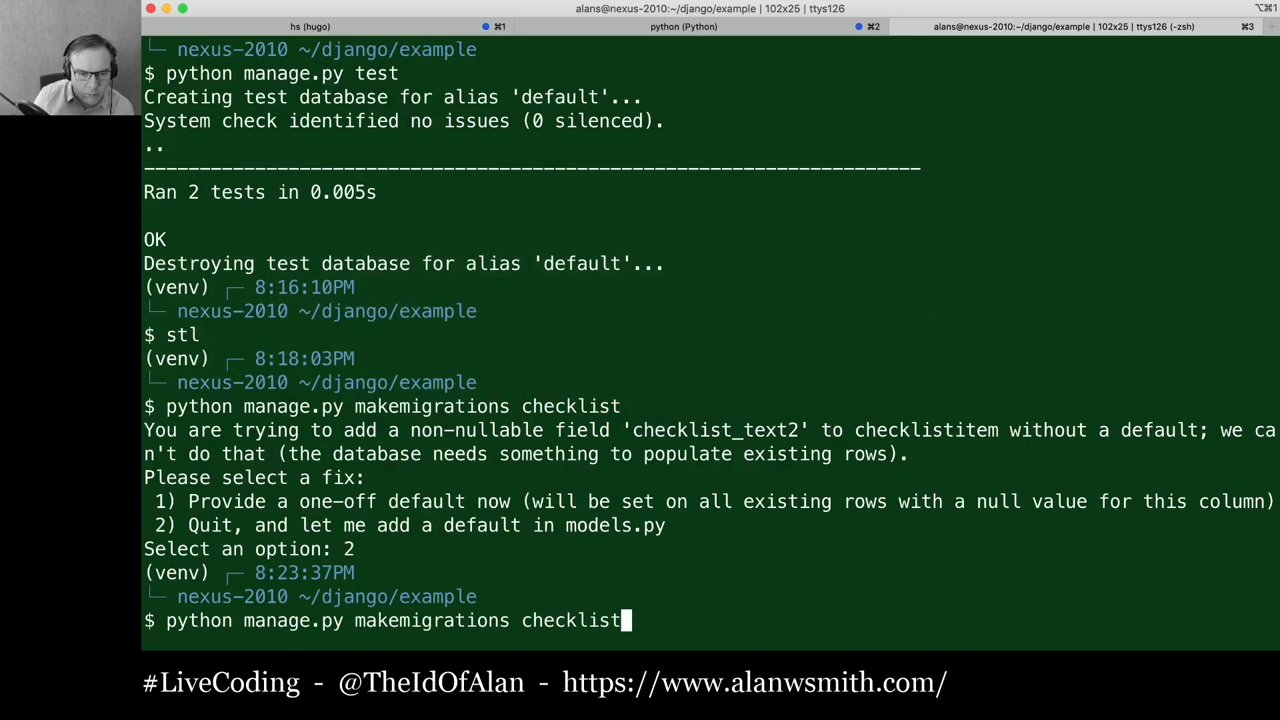 alans@nexus-2010:~/django/example | 102x25 | ttys126
⌥⌘1
hs (hugo)
⌘1
python (Python)
⌘2
alans@nexus-2010:~/django/example | 102x25 | ttys126 (-zsh)
⌘3
└─ nexus-2010 ~/django/example
$ python manage.py test
Creating test database for alias 'default'...
System check identified no issues (0 silenced).
..
----------------------------------------------------------------------
Ran 2 tests in 0.005s
OK
Destroying test database for alias 'default'...
(venv) ┌─ 8:16:10PM
└─ nexus-2010 ~/django/example
$ stl
(venv) ┌─ 8:18:03PM
└─ nexus-2010 ~/django/example
$ python manage.py makemigrations checklist
You are trying to add a non-nullable field 'checklist_text2' to checklistitem without a default; we ca
n't do that (the database needs something to populate existing rows).
Please select a fix:
1) Provide a one-off default now (will be set on all existing rows with a null value for this column)
2) Quit, and let me add a default in models.py
Select an option: 2
(venv) ┌─ 8:23:37PM
└─ nexus-2010 ~/django/example
$ python manage.py makemigrations checklist
#LiveCoding - @TheIdOfAlan - https://www.alanwsmith.com/